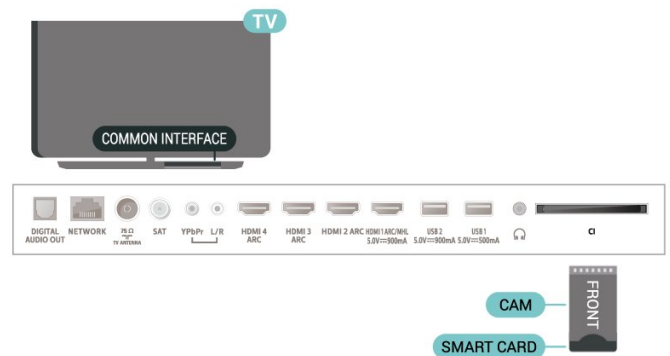 TV
COMMON INTERFACE
DIGITAL
AUDIO OUT
NETWORK
75 Ω
TV ANTENNA
SAT
YPbPr
L/R
HDMI 4
ARC
HDMI 3
ARC
HDMI 2 ARC
HDMI 1 ARC/MHL
5.0V⎓900mA
USB 2
5.0V⎓900mA
USB 1
5.0V⎓500mA
CI
CAM
FRONT
SMART CARD